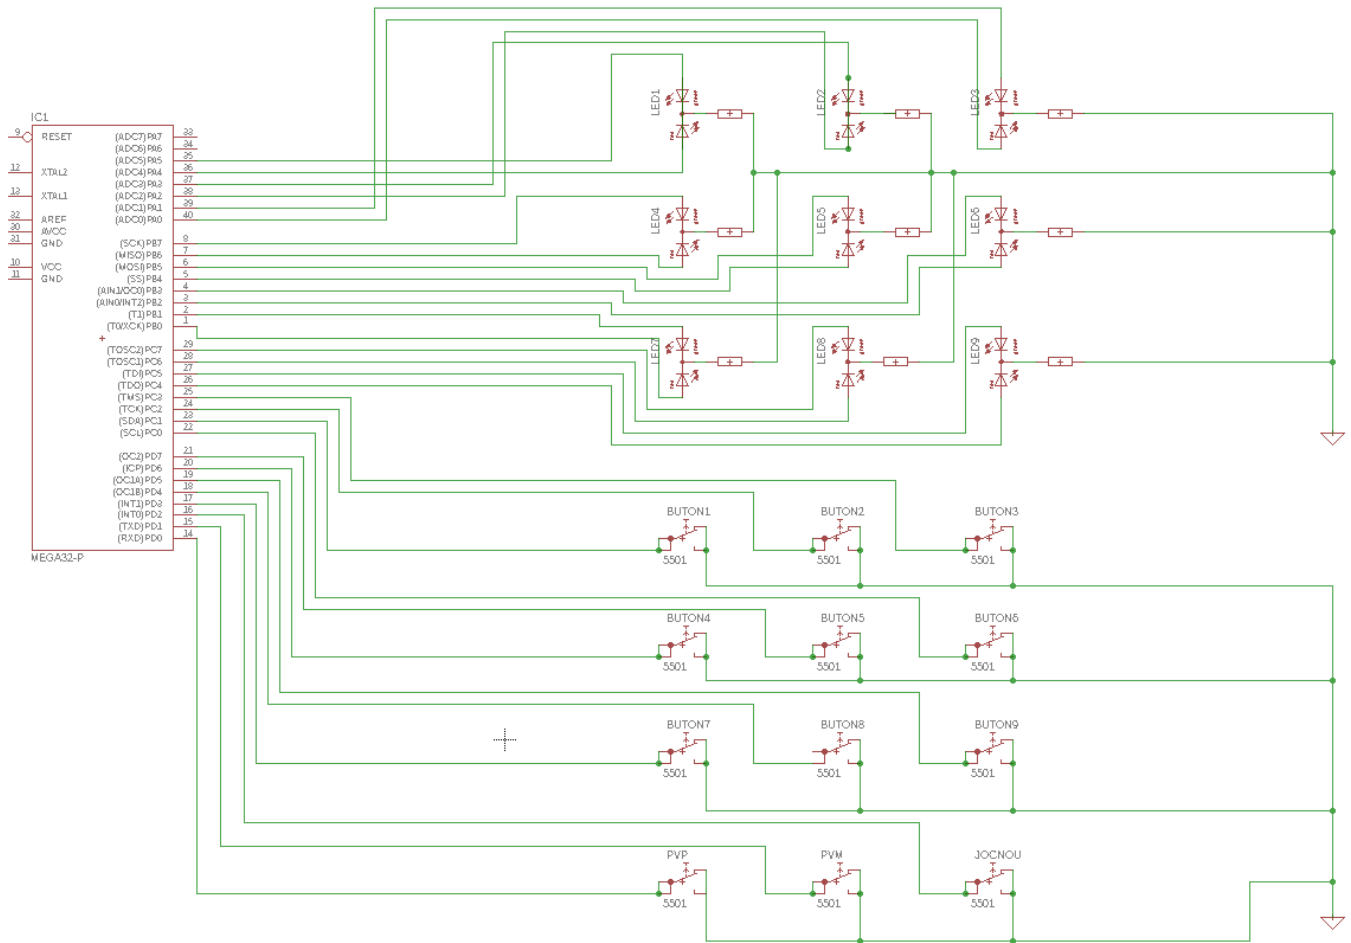 IC1
9 RESET (ADC7)PA7 33
(ADC6)PA6 34
(ADC5)PA5 35
12 XTAL2 (ADC4)PA4 36
(ADC3)PA3 37
13 XTAL1 (ADC2)PA2 38
(ADC1)PA1 39
32 AREF (ADC0)PA0 40
30 AVCC
31 GND (SCK)PB7 8
(MISO)PB6 7
10 VCC (MOSI)PB5 6
11 GND (SS)PB4 5
(AIN1/OC0)PB3 4
(AIN0/INT2)PB2 3
(T1)PB1 2
(T0/XCK)PB0 1
(TOSC2)PC7 29
(TOSC1)PC6 28
(TDI)PC5 27
(TDO)PC4 26
(TMS)PC3 25
(TCK)PC2 24
(SDA)PC1 23
(SCL)PC0 22
(OC2)PD7 21
(ICP)PD6 20
(OC1A)PD5 19
(OC1B)PD4 18
(INT1)PD3 17
(INT0)PD2 16
(TXD)PD1 15
(RXD)PD0 14
MEGA32-P
LED1 LED2 LED3
LED4 LED5 LED6
LED7 LED8 LED9
BUTON1 BUTON2 BUTON3
5501 5501 5501
BUTON4 BUTON5 BUTON6
5501 5501 5501
BUTON7 BUTON8 BUTON9
5501 5501 5501
PVP PVM JOCNOU
5501 5501 5501